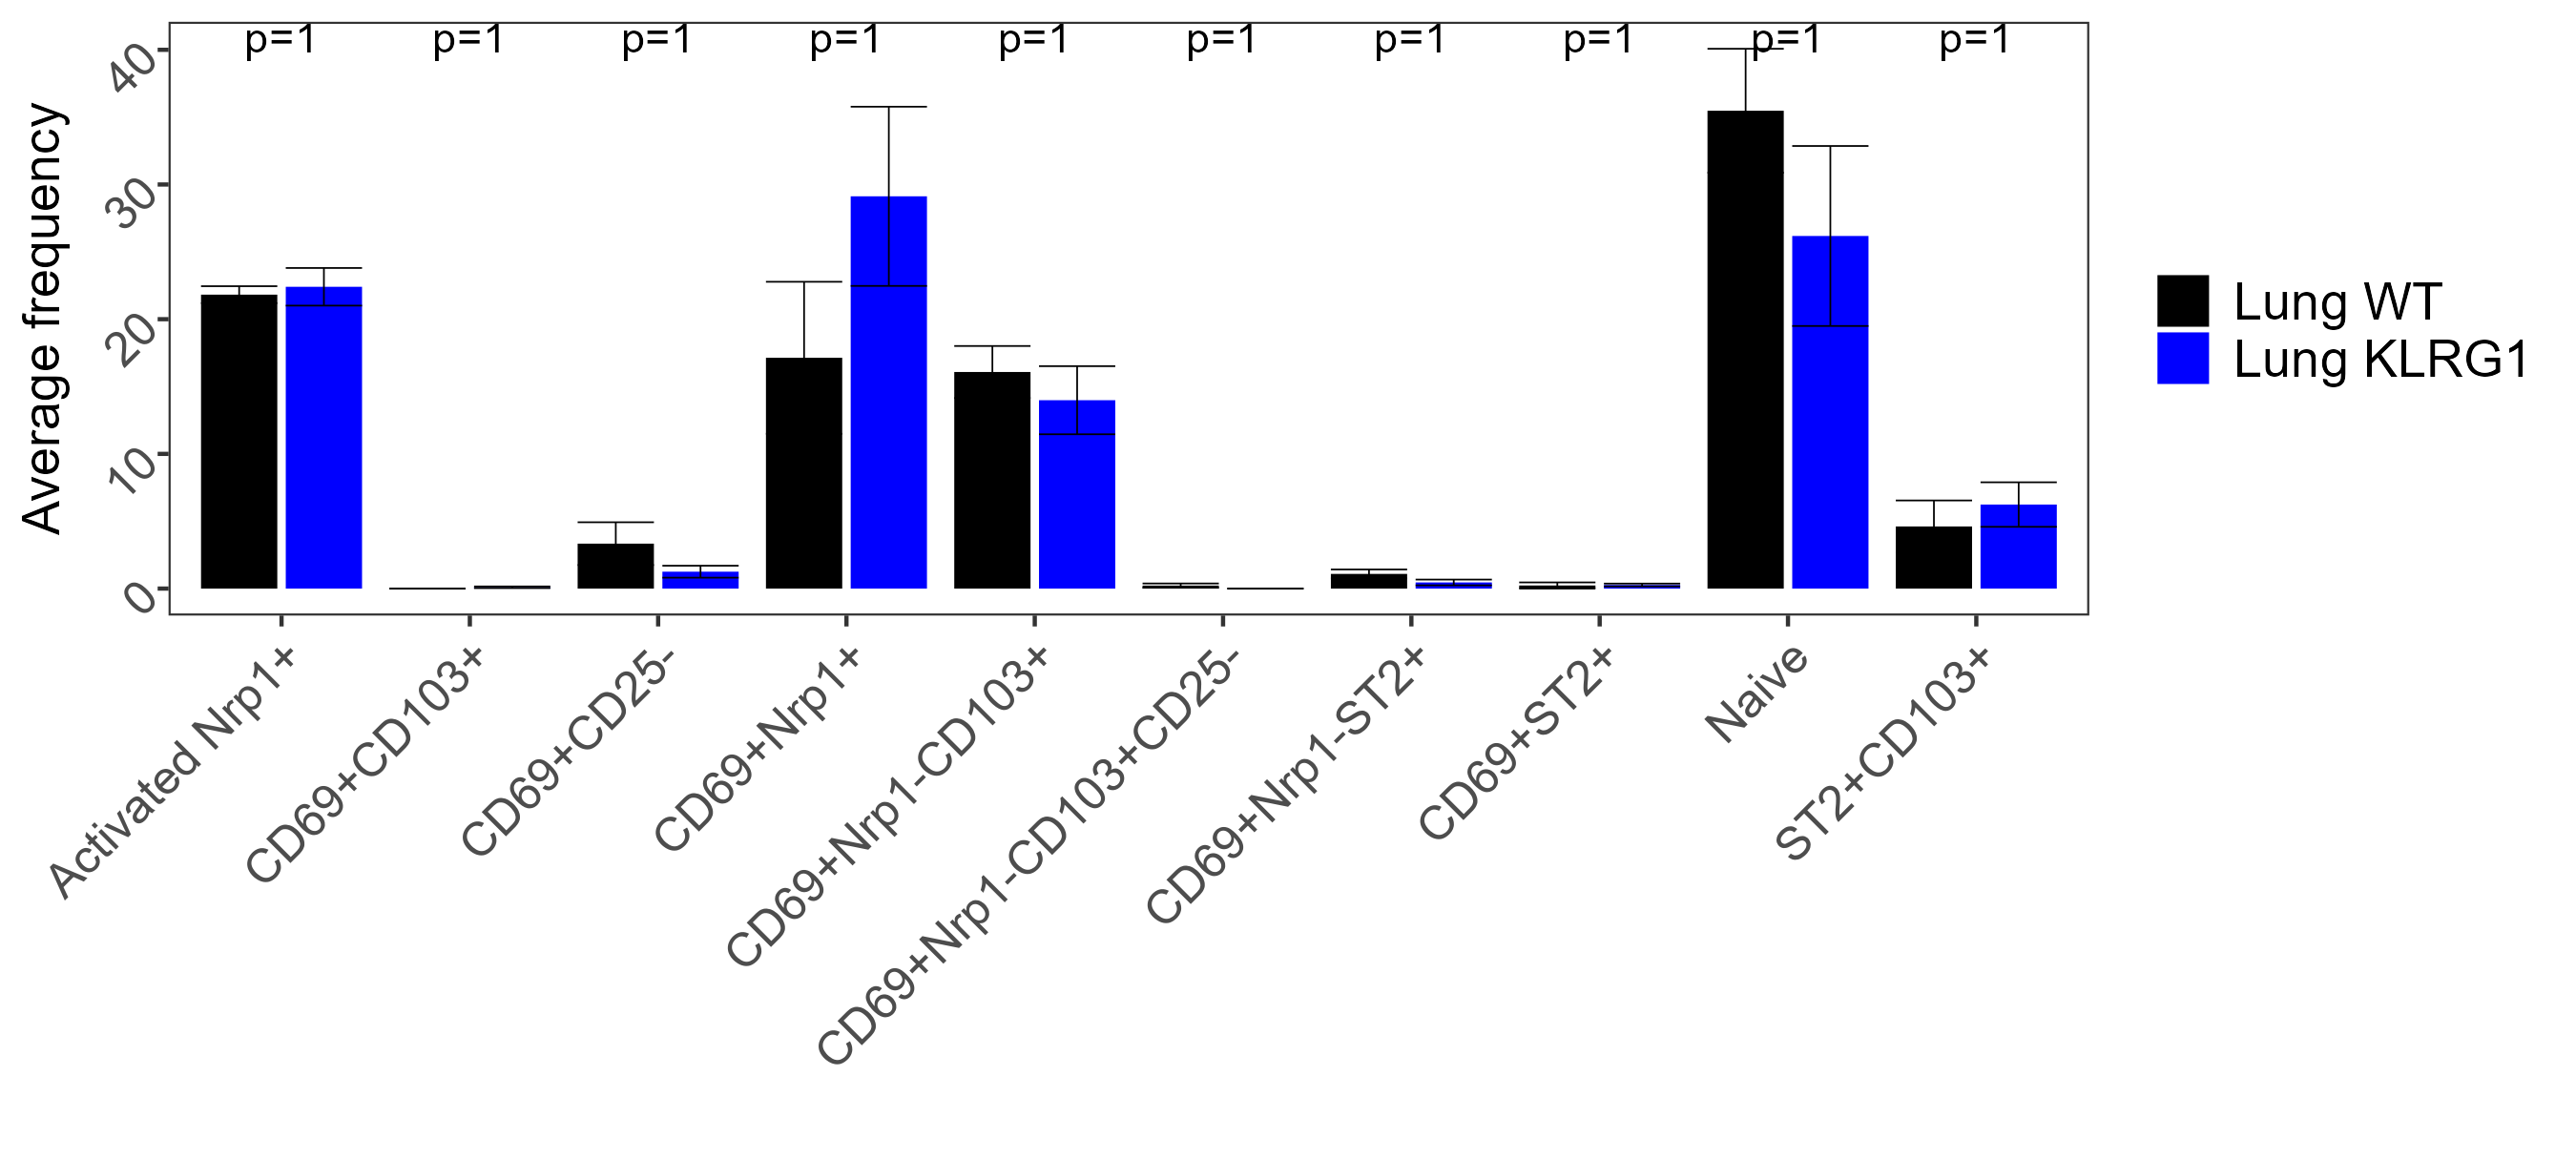 p=1 p=1 p=1 p=1 p=1 p=1 p=1 p=1 p=1 p=1
Average frequency
40
30
20
10
0
Lung WT
Lung KLRG1
Activated Nrp1+
CD69+CD103+
CD69+CD25-
CD69+Nrp1+
CD69+Nrp1-CD103+
CD69+Nrp1-CD103+CD25-
CD69+Nrp1-ST2+
CD69+ST2+
Naive
ST2+CD103+